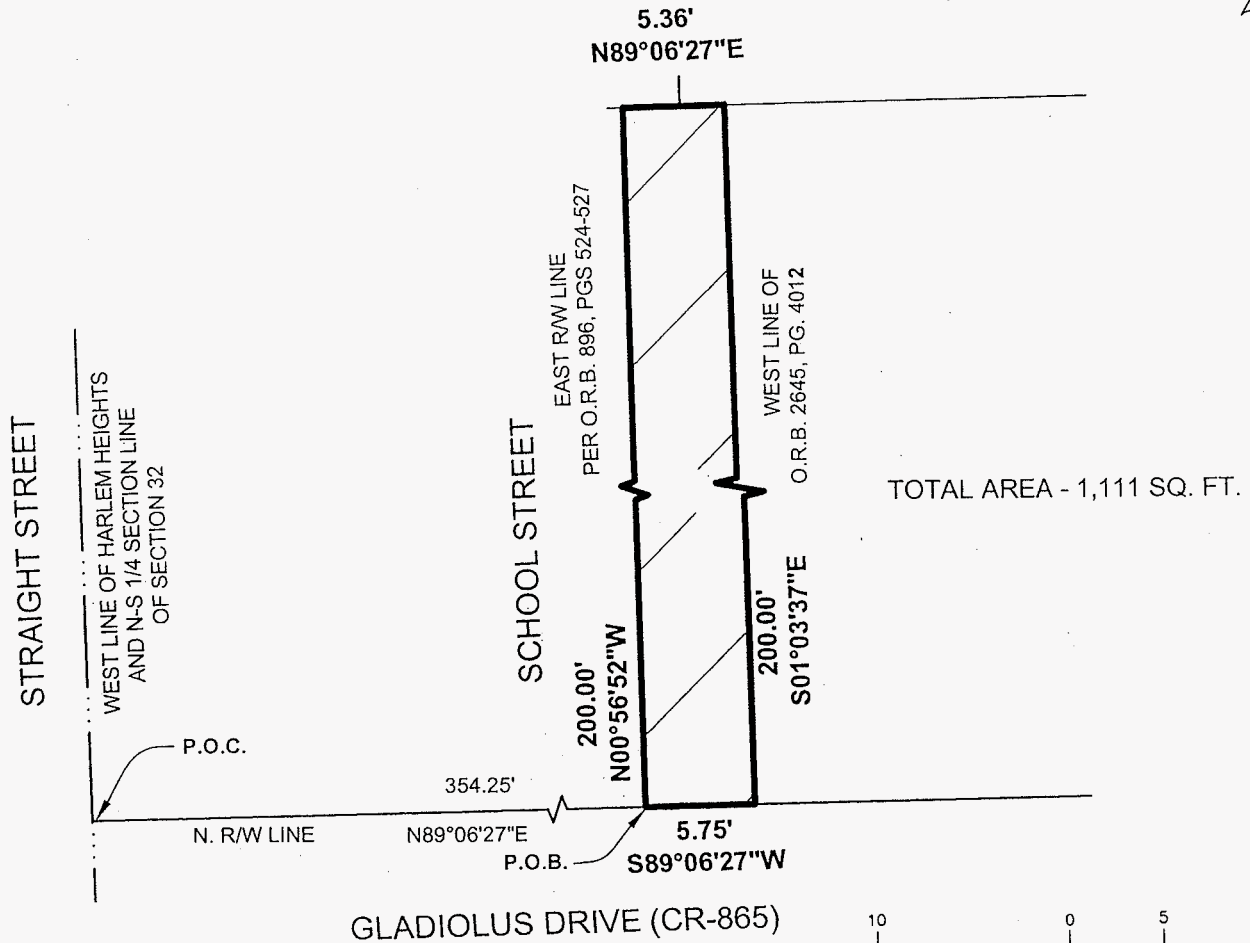 5.36'
N89°06'27"E
EAST R/W LINE
PER O.R.B. 896, PGS 524-527
WEST LINE OF
O.R.B. 2645, PG. 4012
STRAIGHT STREET
WEST LINE OF HARLEM HEIGHTS
AND N-S 1/4 SECTION LINE
OF SECTION 32
SCHOOL STREET
TOTAL AREA - 1,111 SQ. FT.
200.00'
N00°56'52"W
200.00'
S01°03'37"E
P.O.C.
354.25'
N. R/W LINE
N89°06'27"E
P.O.B.
5.75'
S89°06'27"W
GLADIOLUS DRIVE (CR-865)
10
0
5